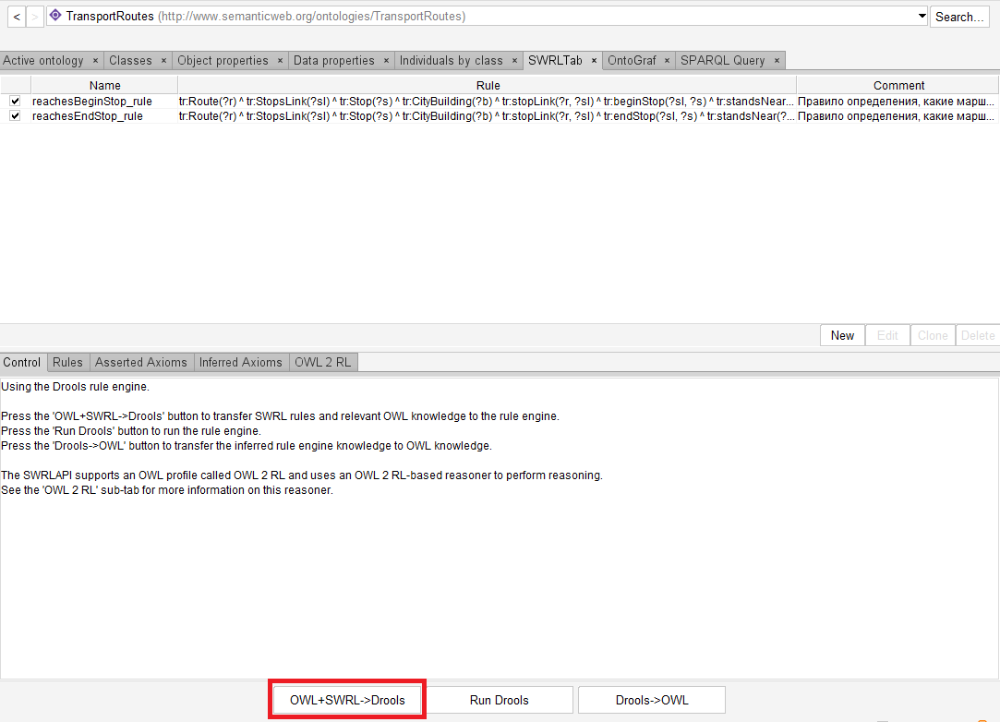 < > TransportRoutes (http://www.semanticweb.org/ontologies/TransportRoutes) Search...
Active ontology × Classes × Object properties × Data properties × Individuals by class × SWRLTab × OntoGraf × SPARQL Query ×
Name Rule Comment
reachesBeginStop_rule tr:Route(?r) ^ tr:StopsLink(?sl) ^ tr:Stop(?s) ^ tr:CityBuilding(?b) ^ tr:stopLink(?r, ?sl) ^ tr:beginStop(?sl, ?s) ^ tr:standsNear... Правило определения, какие марш...
reachesEndStop_rule tr:Route(?r) ^ tr:StopsLink(?sl) ^ tr:Stop(?s) ^ tr:CityBuilding(?b) ^ tr:stopLink(?r, ?sl) ^ tr:endStop(?sl, ?s) ^ tr:standsNear(?... Правило определения, какие марш...
New Edit Clone Delete
Control Rules Asserted Axioms Inferred Axioms OWL 2 RL
Using the Drools rule engine.
Press the 'OWL+SWRL->Drools' button to transfer SWRL rules and relevant OWL knowledge to the rule engine.
Press the 'Run Drools' button to run the rule engine.
Press the 'Drools->OWL' button to transfer the inferred rule engine knowledge to OWL knowledge.
The SWRLAPI supports an OWL profile called OWL 2 RL and uses an OWL 2 RL-based reasoner to perform reasoning.
See the 'OWL 2 RL' sub-tab for more information on this reasoner.
OWL+SWRL->Drools Run Drools Drools->OWL